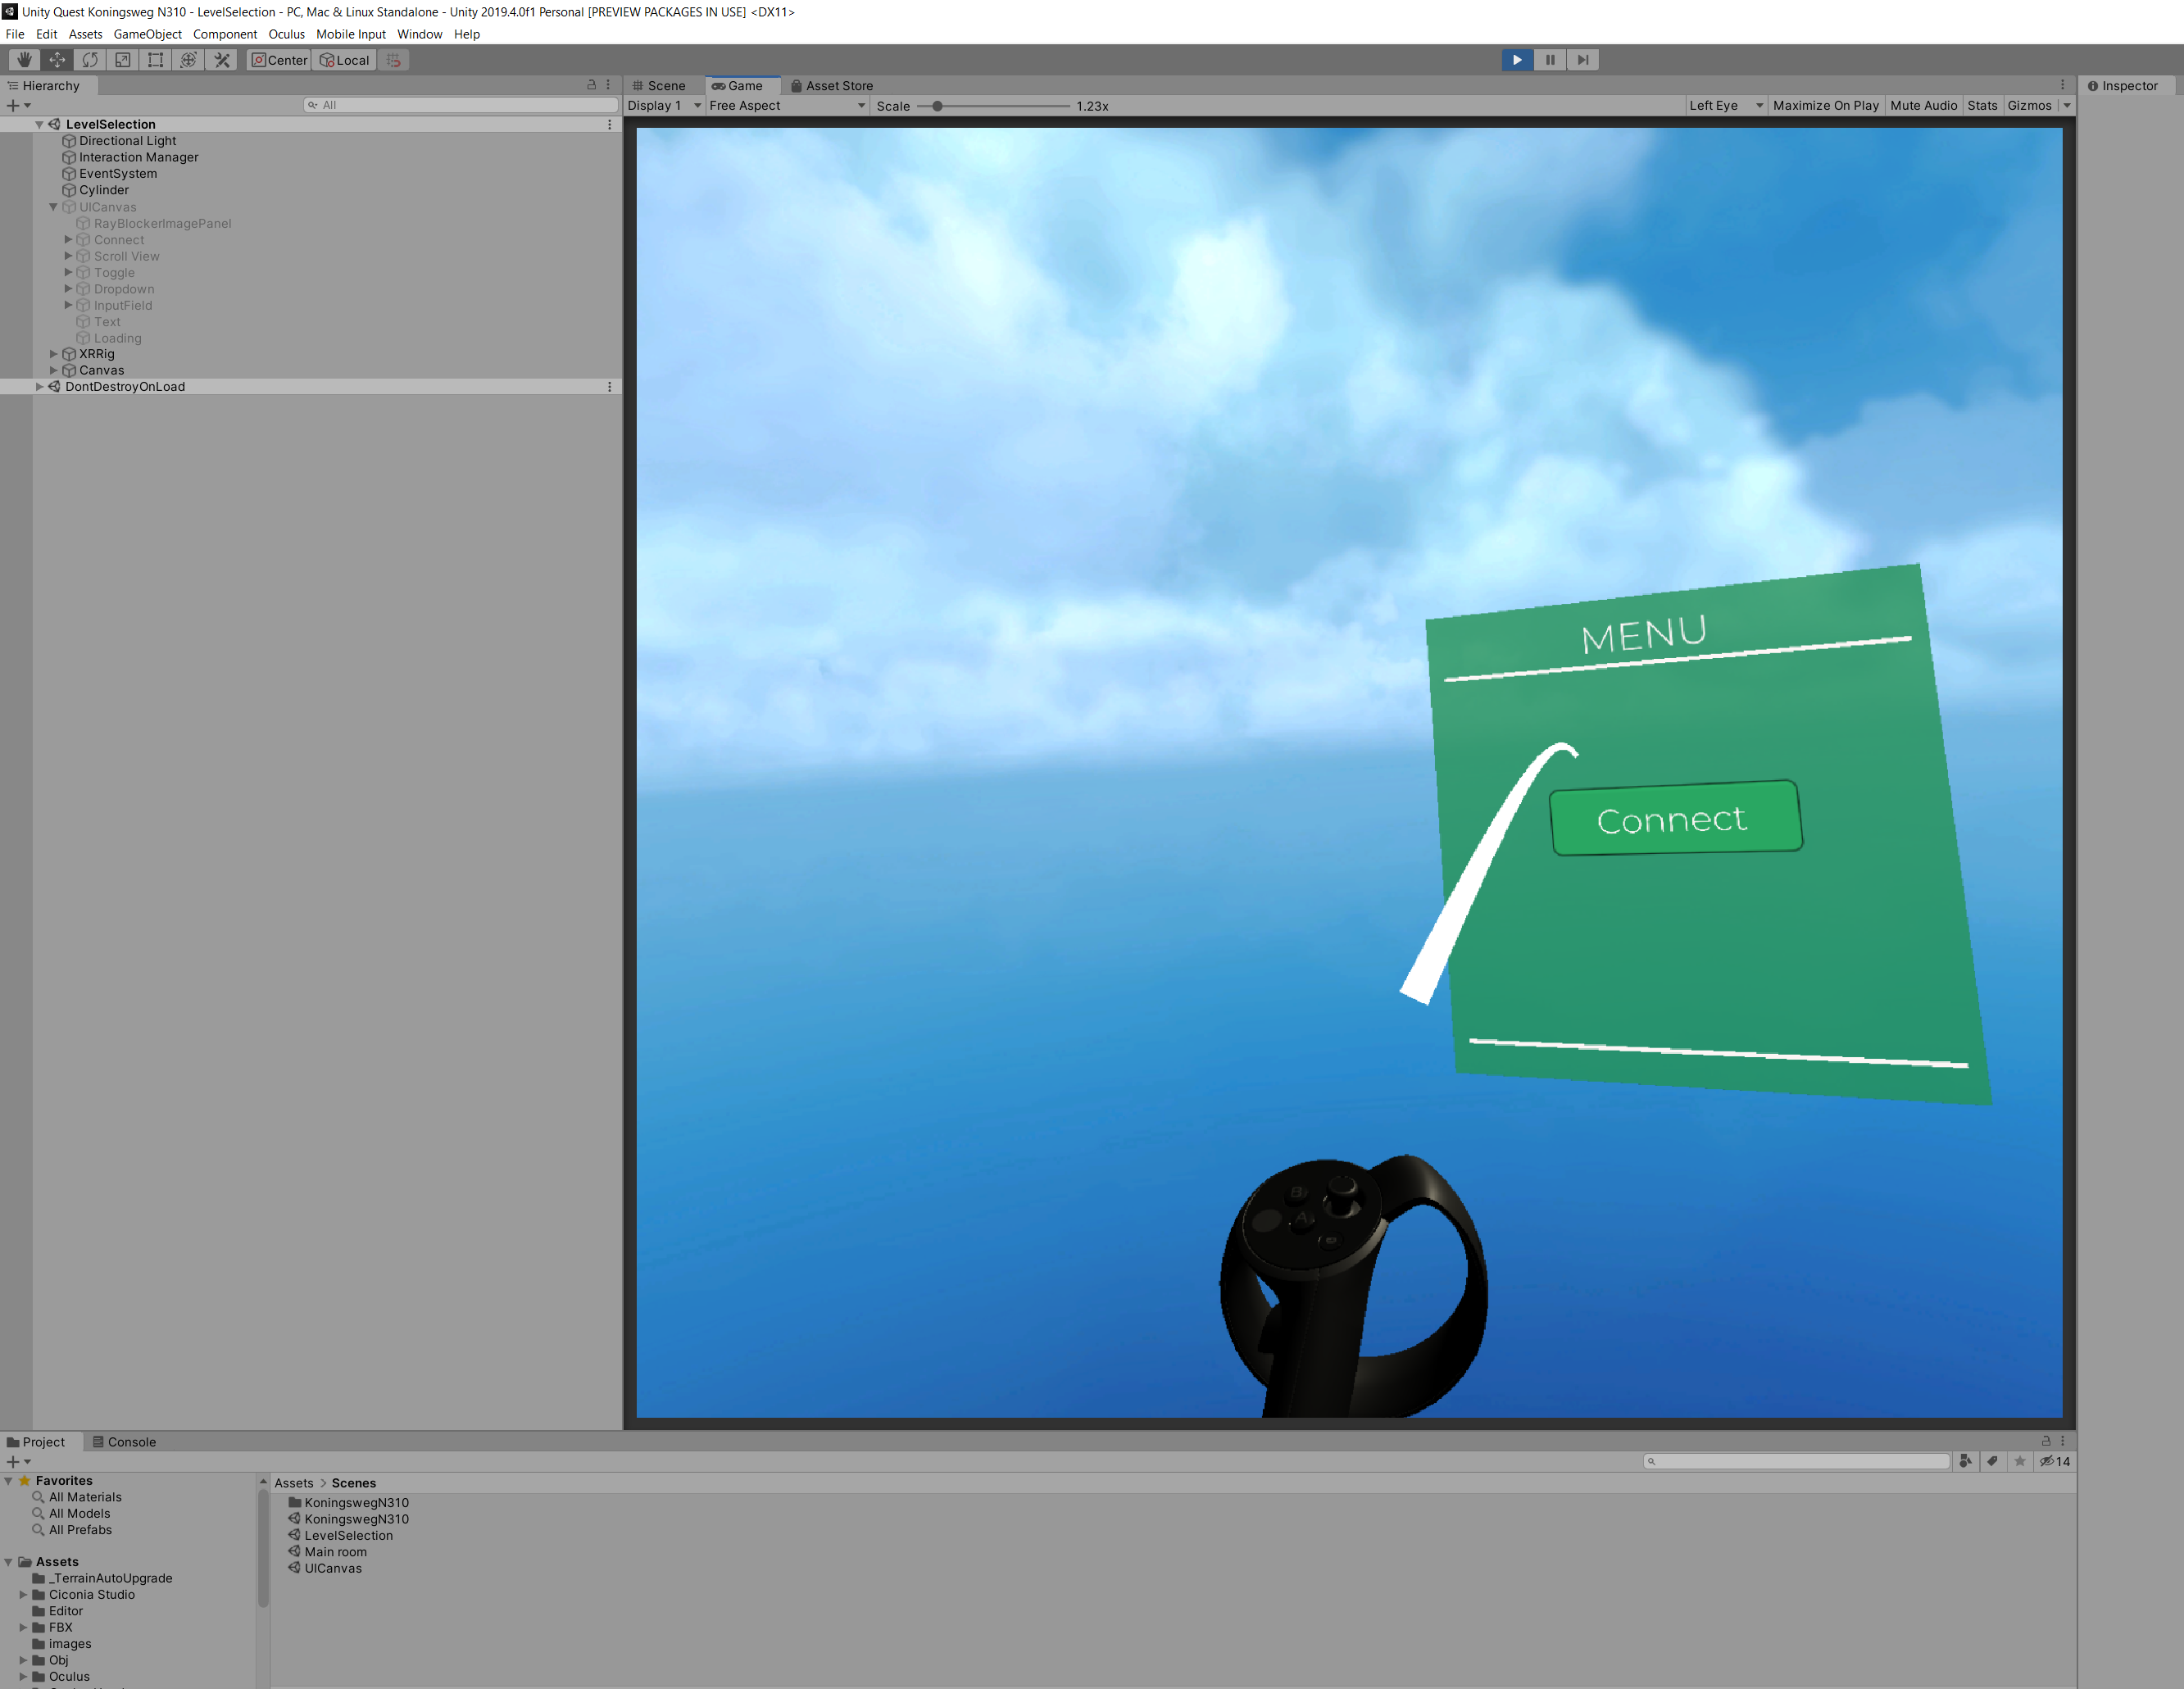 Unity Quest Koningsweg N310 - LevelSelection - PC, Mac & Linux Standalone - Unity 2019.4.0f1 Personal [PREVIEW PACKAGES IN USE] <DX11>
File Edit Assets GameObject Component Oculus Mobile Input Window Help
Center Local
Hierarchy
All
LevelSelection
Directional Light
Interaction Manager
EventSystem
Cylinder
UICanvas
RayBlockerImagePanel
Connect
Scroll View
Toggle
Dropdown
InputField
Text
Loading
XRRig
Canvas
DontDestroyOnLoad
Scene Game Asset Store
Display 1 Free Aspect Scale 1.23x Left Eye Maximize On Play Mute Audio Stats Gizmos
MENU
Connect
B
A
Inspector
Project Console
14
Favorites
All Materials
All Models
All Prefabs
Assets
_TerrainAutoUpgrade
Ciconia Studio
Editor
FBX
images
Obj
Oculus
Assets > Scenes
KoningswegN310
KoningswegN310
LevelSelection
Main room
UICanvas